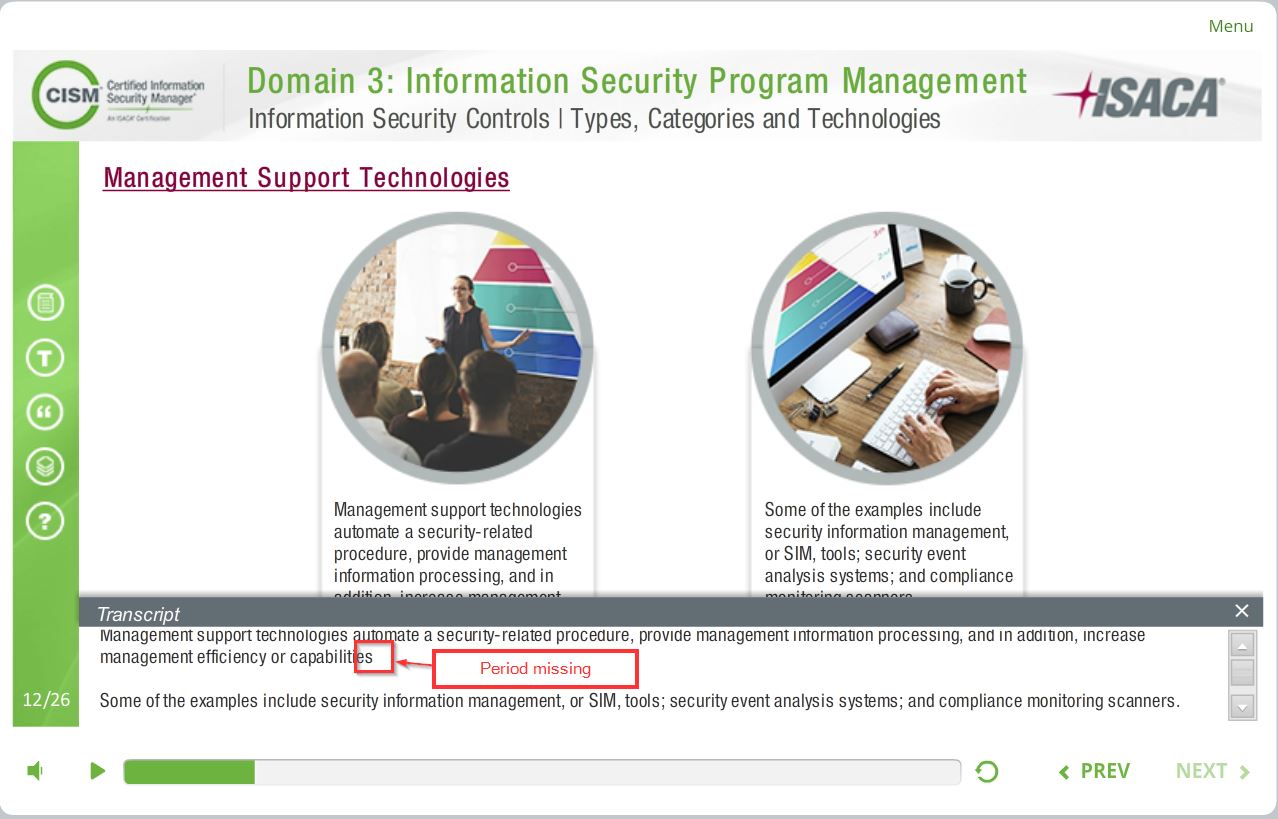 Menu
CISM
Certified Information
Security Manager®
An ISACA® Certification
Domain 3: Information Security Program Management
Information Security Controls | Types, Categories and Technologies
ISACA®
Management Support Technologies
Management support technologies
automate a security-related
procedure, provide management
information processing, and in
addition, increase management
Some of the examples include
security information management,
or SIM, tools; security event
analysis systems; and compliance
monitoring scanners.
Transcript
Management support technologies automate a security-related procedure, provide management information processing, and in addition, increase
management efficiency or capabilities
Period missing
Some of the examples include security information management, or SIM, tools; security event analysis systems; and compliance monitoring scanners.
12/26
PREV
NEXT